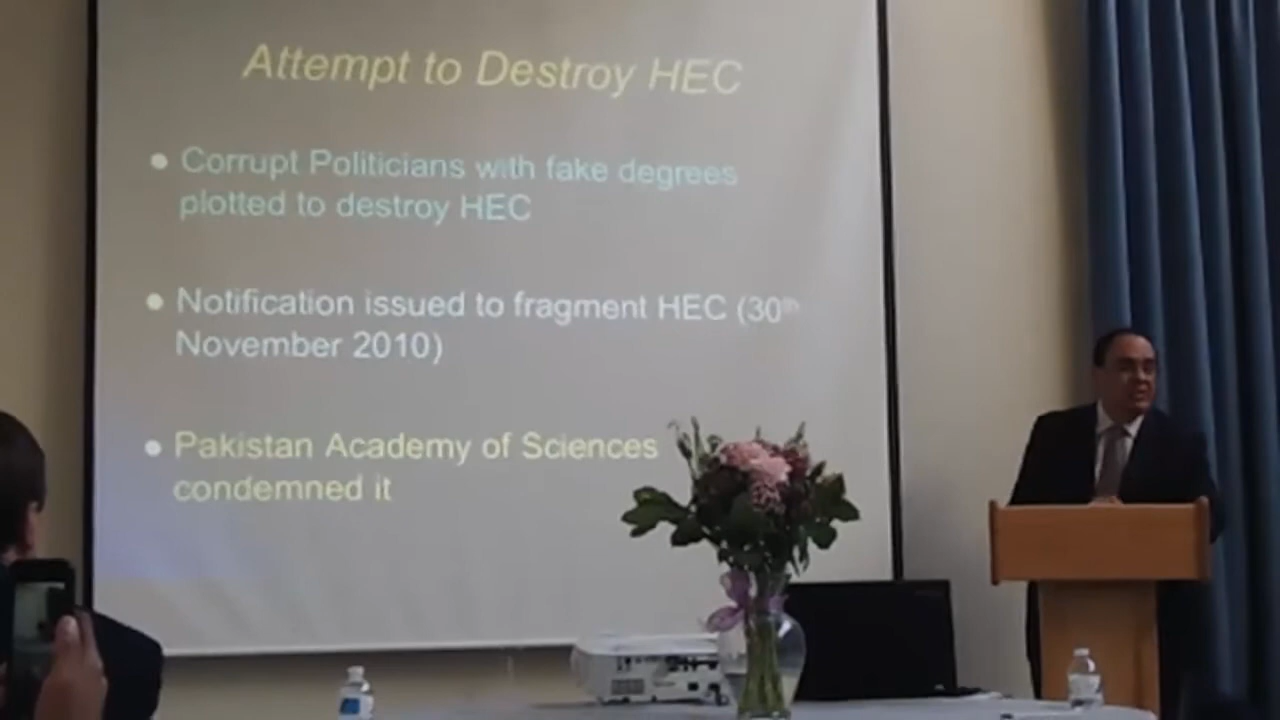 Attempt to Destroy HEC
• Corrupt Politicians with fake degrees
plotted to destroy HEC
• Notification issued to fragment HEC (30th
November 2010)
• Pakistan Academy of Sciences
condemned it